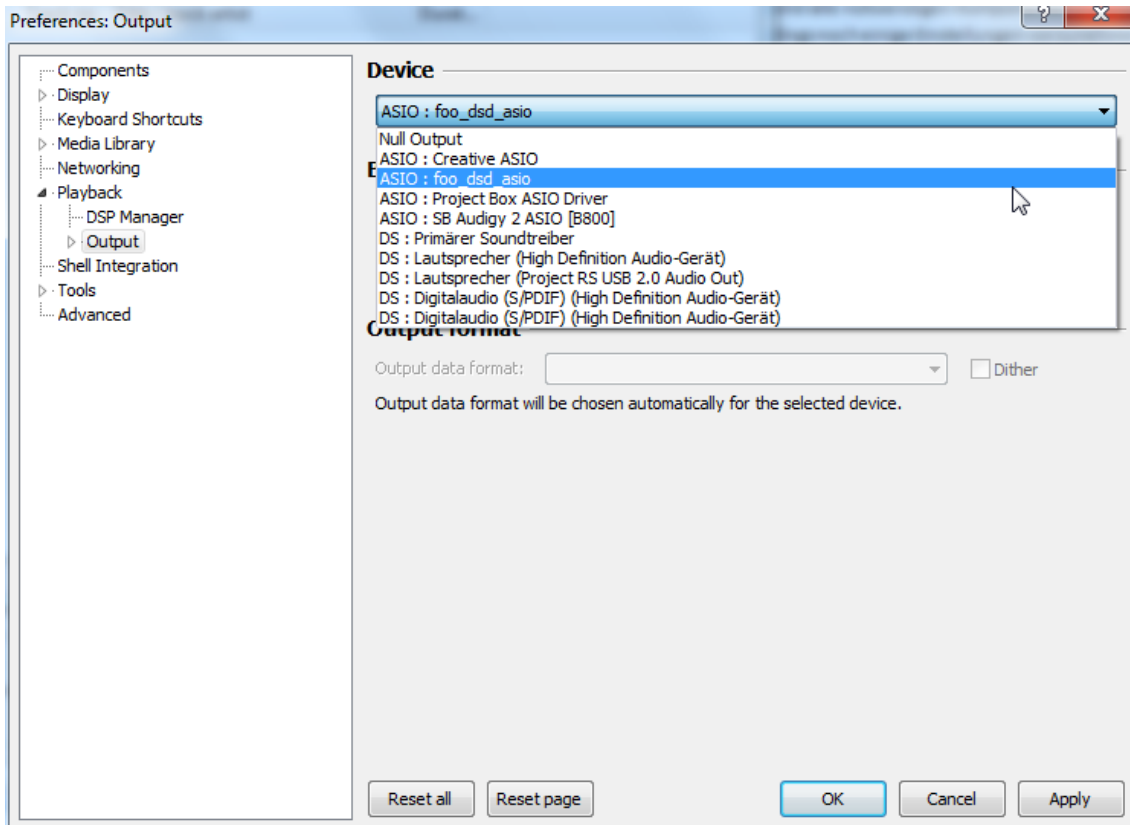 Preferences: Output
?
X
Components
Display
Keyboard Shortcuts
Media Library
Networking
Playback
DSP Manager
Output
Shell Integration
Tools
Advanced
Device
ASIO : foo_dsd_asio
Null Output
ASIO : Creative ASIO
ASIO : foo_dsd_asio
ASIO : Project Box ASIO Driver
ASIO : SB Audigy 2 ASIO [B800]
DS : Primärer Soundtreiber
DS : Lautsprecher (High Definition Audio-Gerät)
DS : Lautsprecher (Project RS USB 2.0 Audio Out)
DS : Digitalaudio (S/PDIF) (High Definition Audio-Gerät)
DS : Digitalaudio (S/PDIF) (High Definition Audio-Gerät)
Output format
Output data format:
Dither
Output data format will be chosen automatically for the selected device.
Reset all
Reset page
OK
Cancel
Apply